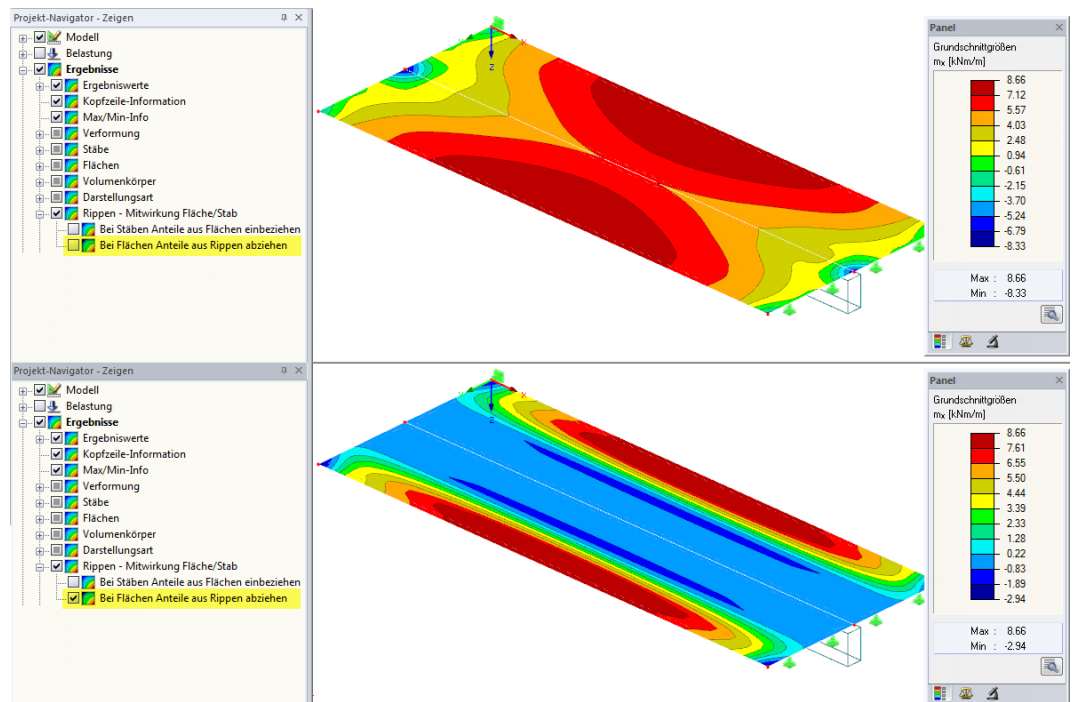 Projekt-Navigator - Zeigen
Modell
Belastung
Ergebnisse
Ergebniswerte
Kopfzeile-Information
Max/Min-Info
Verformung
Stäbe
Flächen
Volumenkörper
Darstellungsart
Rippen - Mitwirkung Fläche/Stab
Bei Stäben Anteile aus Flächen einbeziehen
Bei Flächen Anteile aus Rippen abziehen
X
Z
Panel
Grundschnittgrößen
mx [kNm/m]
8.66
7.12
5.57
4.03
2.48
0.94
-0.61
-2.15
-3.70
-5.24
-6.79
-8.33
Max : 8.66
Min : -8.33
Projekt-Navigator - Zeigen
Modell
Belastung
Ergebnisse
Ergebniswerte
Kopfzeile-Information
Max/Min-Info
Verformung
Stäbe
Flächen
Volumenkörper
Darstellungsart
Rippen - Mitwirkung Fläche/Stab
Bei Stäben Anteile aus Flächen einbeziehen
Bei Flächen Anteile aus Rippen abziehen
X
Z
Panel
Grundschnittgrößen
mx [kNm/m]
8.66
7.61
6.55
5.50
4.44
3.39
2.33
1.28
0.22
-0.83
-1.89
-2.94
Max : 8.66
Min : -2.94